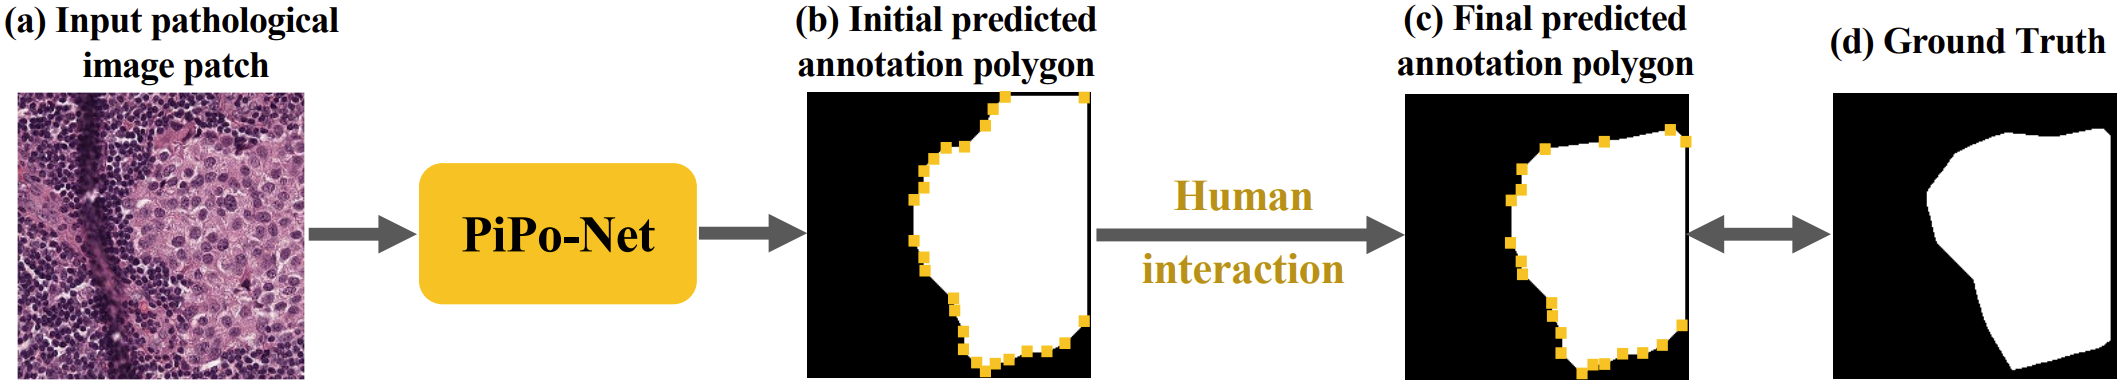 (a) Input pathological
image patch
PiPo-Net
(b) Initial predicted
annotation polygon
Human
interaction
(c) Final predicted
annotation polygon
(d) Ground Truth